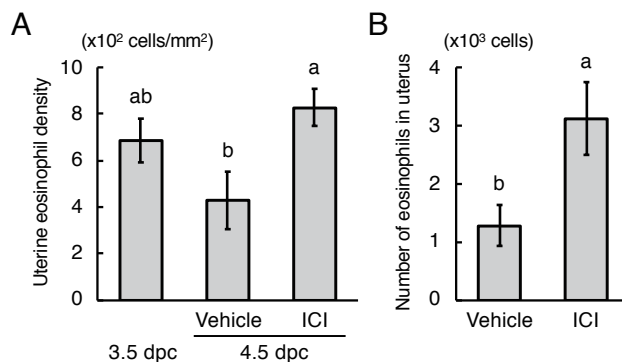 A
(x10² cells/mm²)
Uterine eosinophil density
10
8
6
4
2
0
ab
b
a
Vehicle ICI
3.5 dpc 4.5 dpc
B
(x10³ cells)
Number of eosinophils in uterus
4
3
2
1
0
b
a
Vehicle ICI